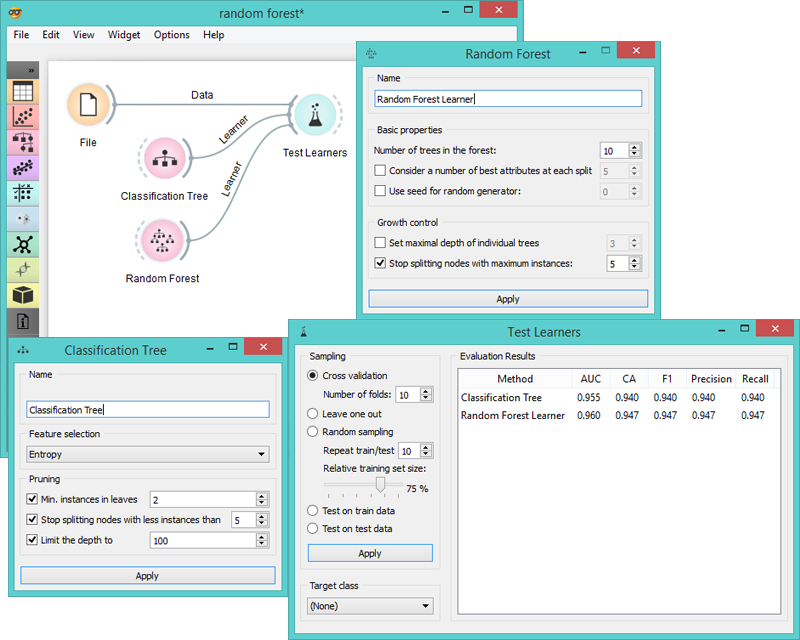 random forest*
File Edit View Widget Options Help
»
Data
File
Learner
Learner
Test Learners
Classification Tree
Random Forest
Random Forest
Name
Random Forest Learner
Basic properties
Number of trees in the forest: 10
Consider a number of best attributes at each split 5
Use seed for random generator: 0
Growth control
Set maximal depth of individual trees 3
Stop splitting nodes with maximum instances: 5
Apply
Classification Tree
Name
Classification Tree
Feature selection
Entropy
Pruning
Min. instances in leaves 2
Stop splitting nodes with less instances than 5
Limit the depth to 100
Apply
Test Learners
Sampling
Cross validation
Number of folds: 10
Leave one out
Random sampling
Repeat train/test 10
Relative training set size:
75 %
Test on train data
Test on test data
Apply
Target class
(None)
Evaluation Results
Method AUC CA F1 Precision Recall
Classification Tree 0.955 0.940 0.940 0.940 0.940
Random Forest Learner 0.960 0.947 0.947 0.947 0.947